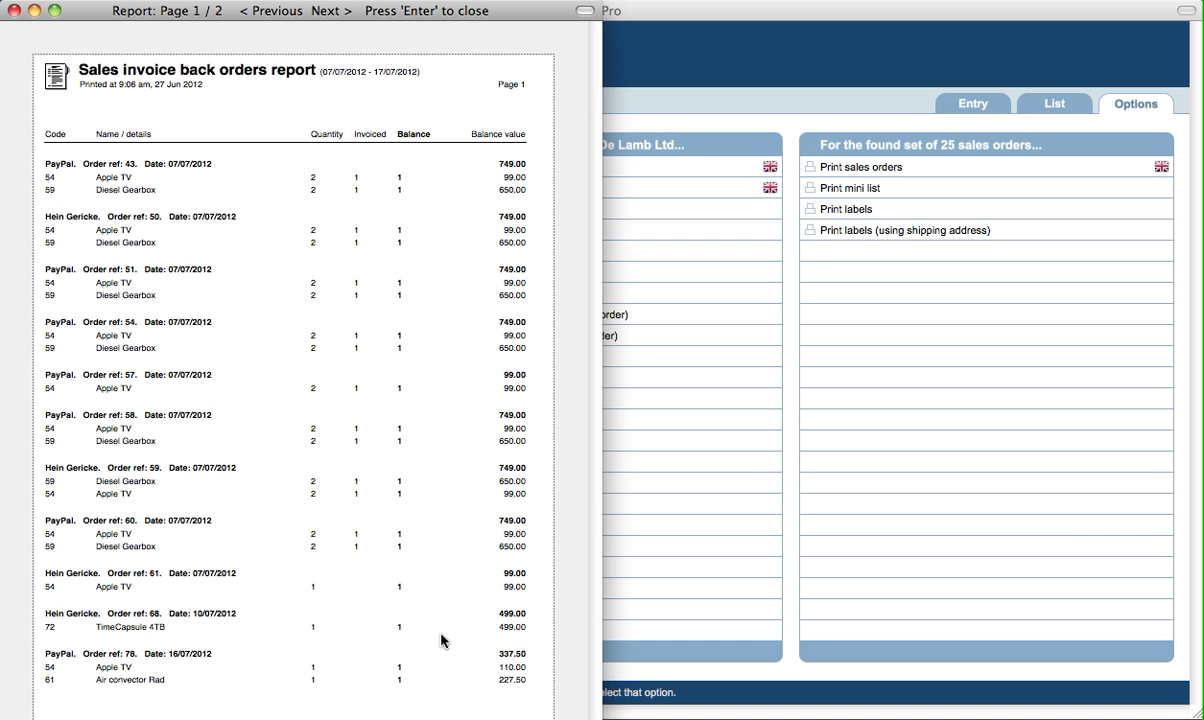 Report: Page 1 / 2 < Previous Next > Press 'Enter' to close
Pro
Sales invoice back orders report (07/07/2012 - 17/07/2012)
Printed at 9:06 am, 27 Jun 2012 Page 1
Code Name / details Quantity Invoiced Balance Balance value
PayPal. Order ref: 43. Date: 07/07/2012 749.00
54 Apple TV 2 1 1 99.00
59 Diesel Gearbox 2 1 1 650.00
Hein Gericke. Order ref: 50. Date: 07/07/2012 749.00
54 Apple TV 2 1 1 99.00
59 Diesel Gearbox 2 1 1 650.00
PayPal. Order ref: 51. Date: 07/07/2012 749.00
54 Apple TV 2 1 1 99.00
59 Diesel Gearbox 2 1 1 650.00
PayPal. Order ref: 54. Date: 07/07/2012 749.00
54 Apple TV 2 1 1 99.00
59 Diesel Gearbox 2 1 1 650.00
PayPal. Order ref: 57. Date: 07/07/2012 99.00
54 Apple TV 2 1 1 99.00
PayPal. Order ref: 58. Date: 07/07/2012 749.00
54 Apple TV 2 1 1 99.00
59 Diesel Gearbox 2 1 1 650.00
Hein Gericke. Order ref: 59. Date: 07/07/2012 749.00
59 Diesel Gearbox 2 1 1 650.00
54 Apple TV 2 1 1 99.00
PayPal. Order ref: 60. Date: 07/07/2012 749.00
54 Apple TV 2 1 1 99.00
59 Diesel Gearbox 2 1 1 650.00
Hein Gericke. Order ref: 61. Date: 07/07/2012 99.00
54 Apple TV 1 1 99.00
Hein Gericke. Order ref: 68. Date: 10/07/2012 499.00
72 TimeCapsule 4TB 1 1 499.00
PayPal. Order ref: 78. Date: 16/07/2012 337.50
54 Apple TV 1 1 110.00
61 Air convector Rad 1 1 227.50
Entry List Options
De Lamb Ltd...
order)
der)
For the found set of 25 sales orders...
Print sales orders
Print mini list
Print labels
Print labels (using shipping address)
elect that option.